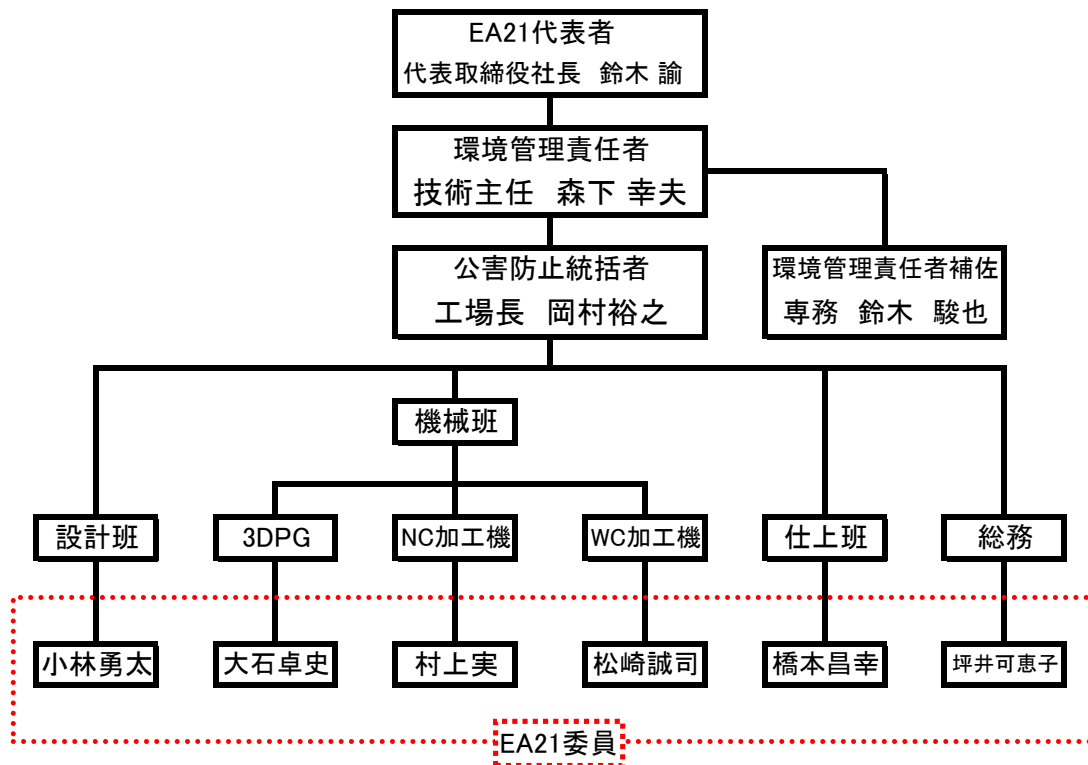 EA21代表者
代表取締役社長　鈴木 諭
環境管理責任者
技術主任　森下 幸夫
公害防止統括者
工場長　岡村裕之
環境管理責任者補佐
専務　鈴木　駿也
機械班
設計班
3DPG
NC加工機
WC加工機
仕上班
総務
小林勇太
大石卓史
村上実
松崎誠司
橋本昌幸
坪井可恵子
EA21委員